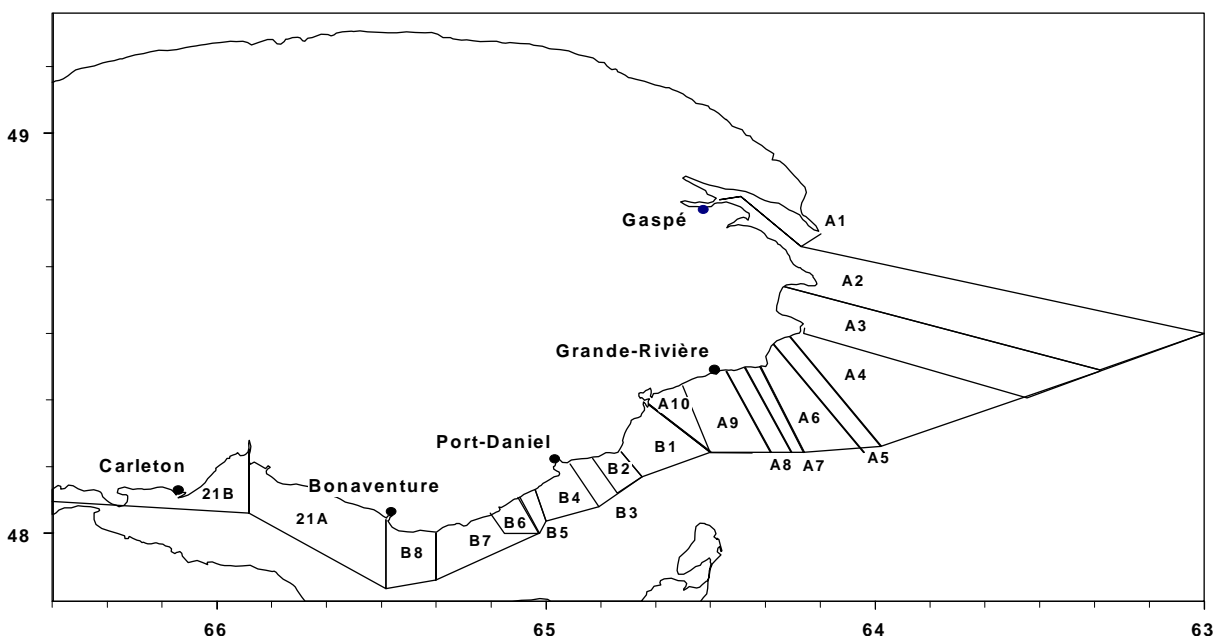 49
A1
Gaspé
A2
A3
Grande-Rivière
A4
A10
A6
A9
Port-Daniel
B1
A8
A7
A5
Carleton
B2
Bonaventure
21B
B4
B3
21A
B6
B5
48
B8
B7
66
65
64
63